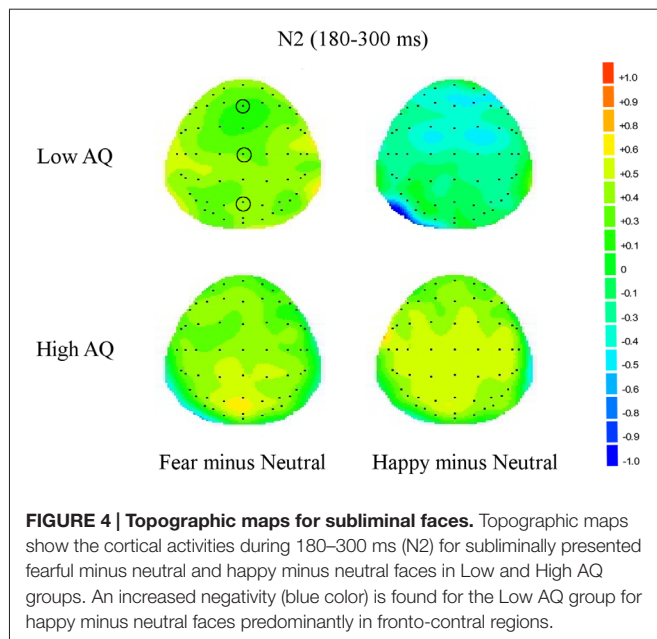 N2 (180-300 ms)
Low AQ
High AQ
Fear minus Neutral
Happy minus Neutral
+1.0
+0.9
+0.8
+0.6
+0.5
+0.4
+0.3
+0.1
0
-0.1
-0.3
-0.4
-0.5
-0.6
-0.8
-0.9
-1.0
FIGURE 4 | Topographic maps for subliminal faces. Topographic maps
show the cortical activities during 180–300 ms (N2) for subliminally presented
fearful minus neutral and happy minus neutral faces in Low and High AQ
groups. An increased negativity (blue color) is found for the Low AQ group for
happy minus neutral faces predominantly in fronto-contral regions.